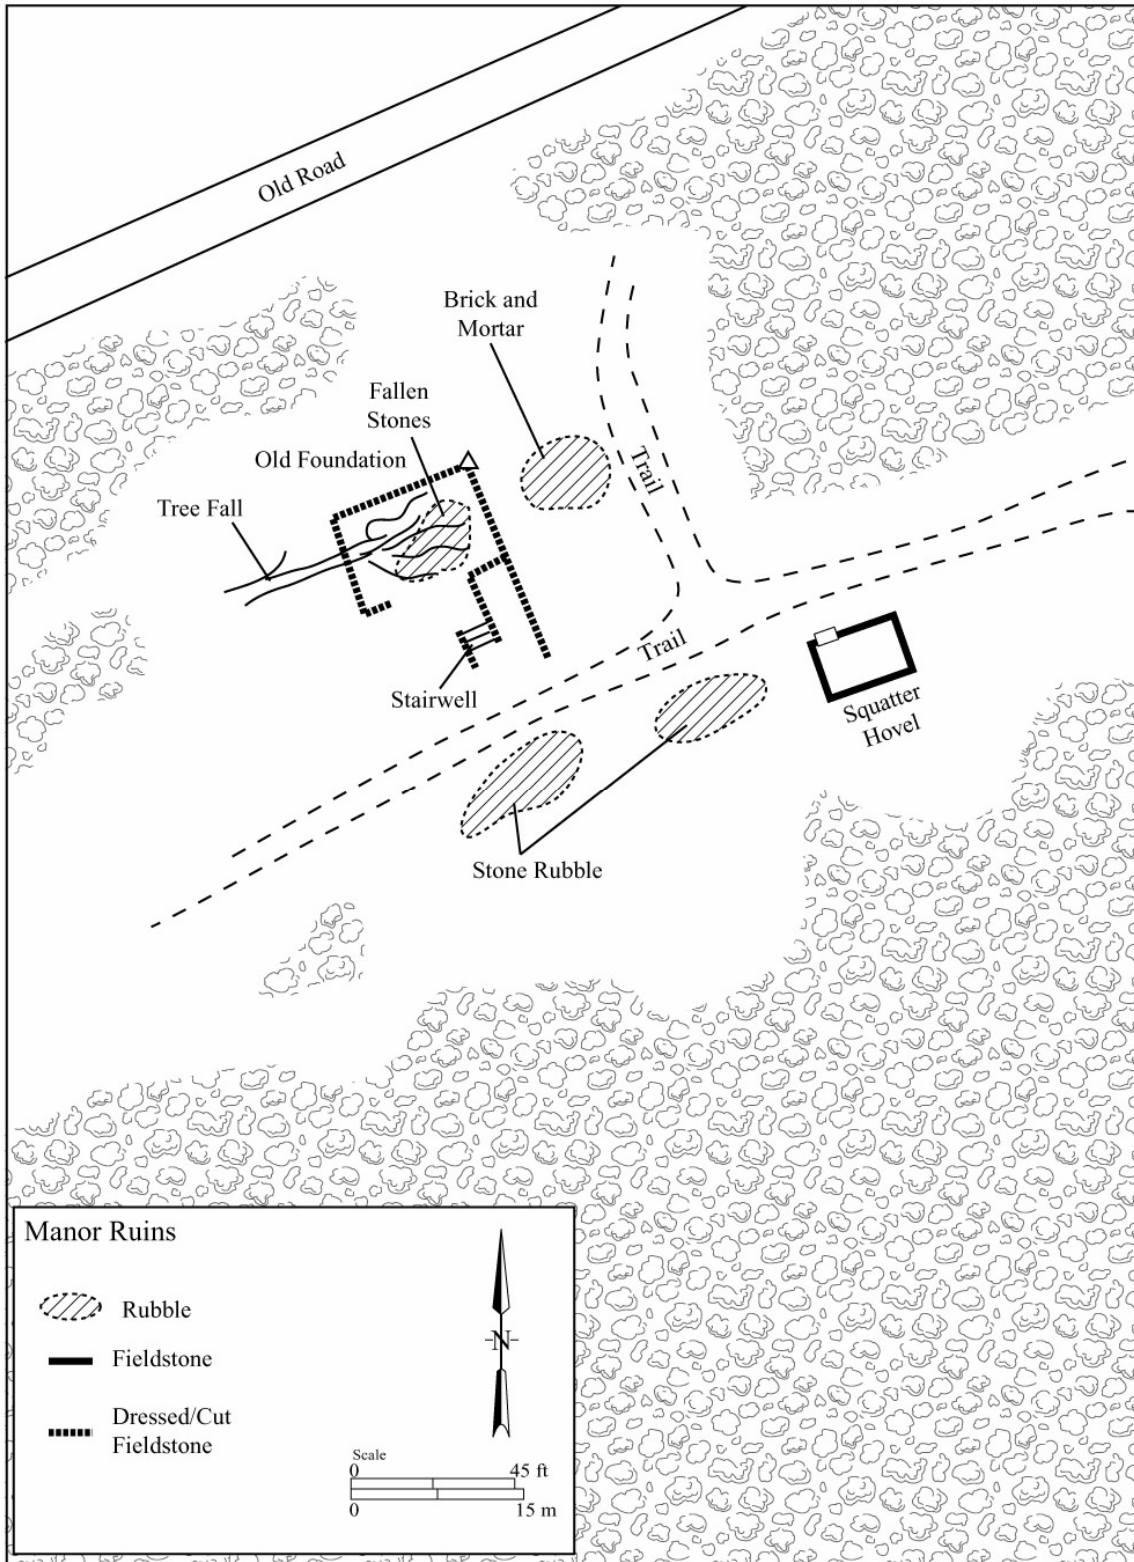 Old Road
Brick and
Mortar
Fallen
Stones
Old Foundation
Tree Fall
Trail
Trail
Stairwell
Squatter
Hovel
Stone Rubble
Manor Ruins
Rubble
Fieldstone
Dressed/Cut
Fieldstone
N
Scale
0 45 ft
0 15 m